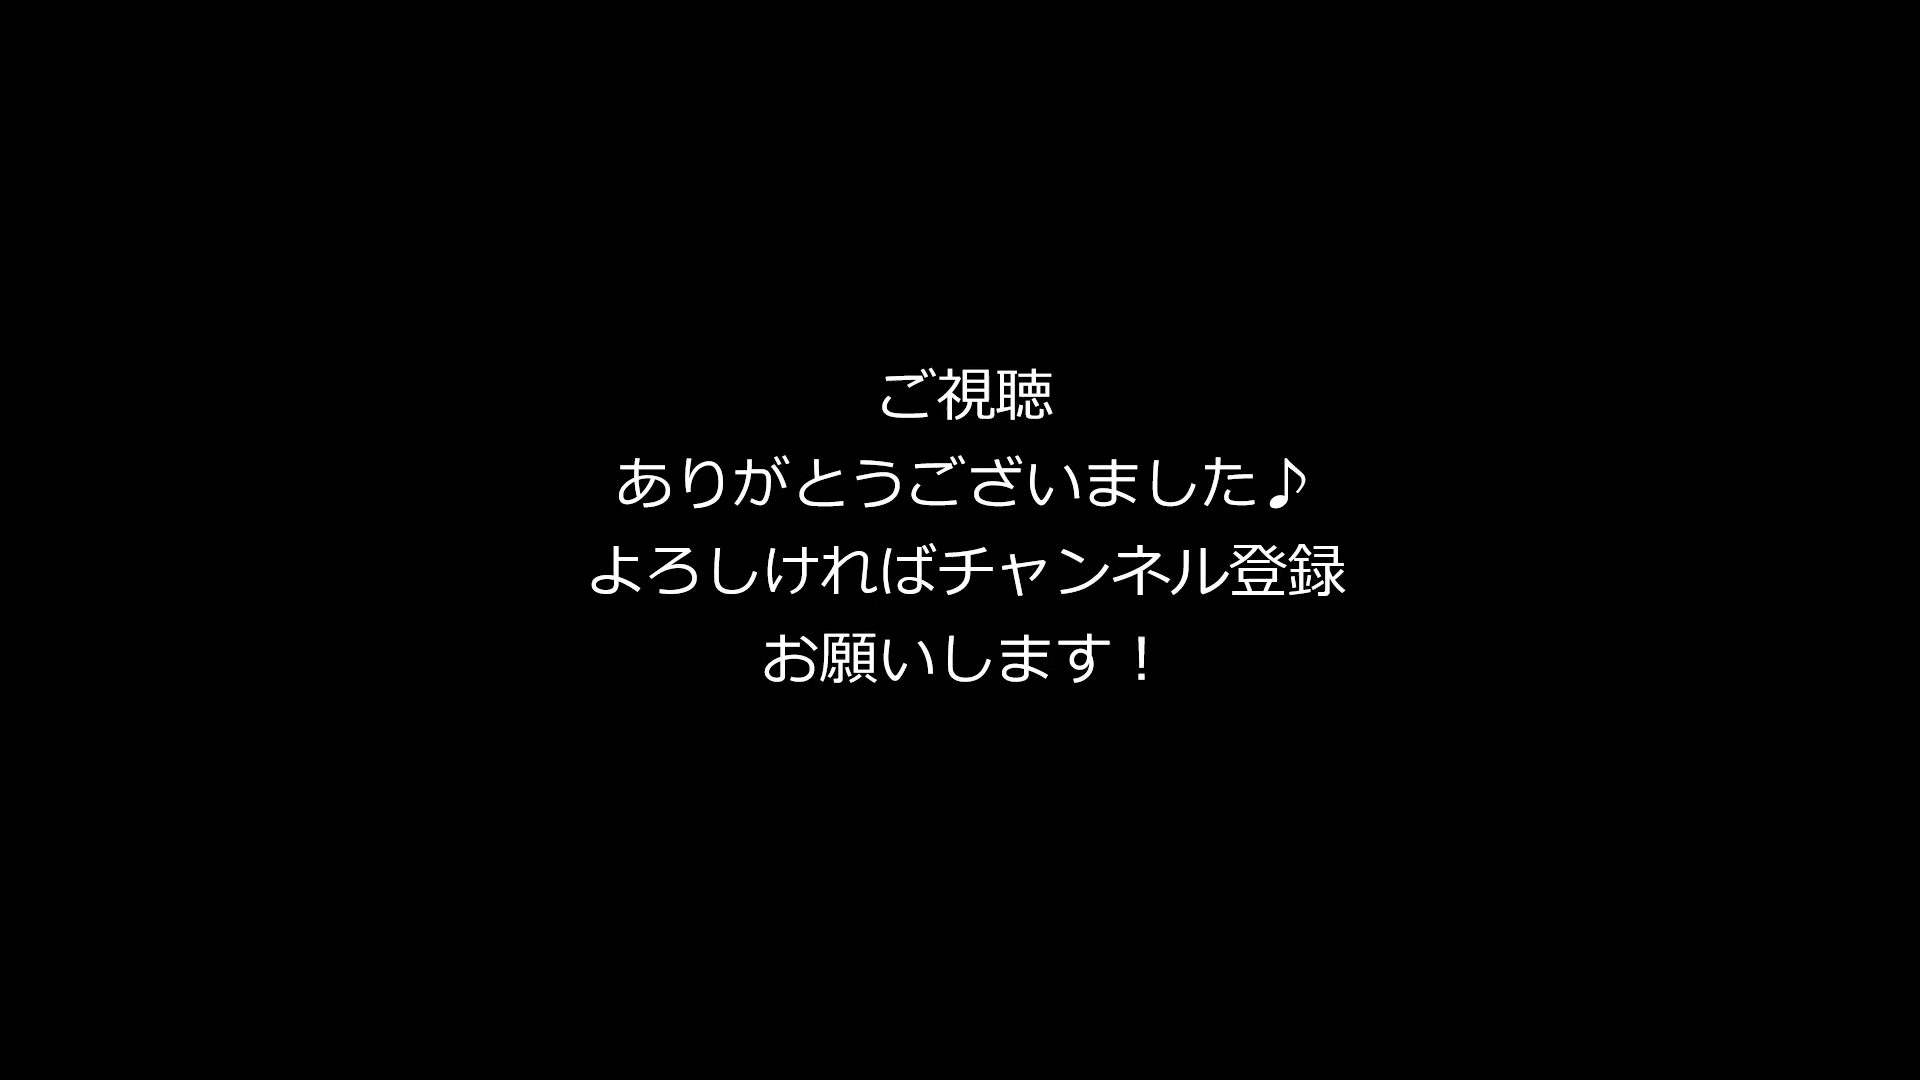 ご視聴
ありがとうございました♪
よろしければチャンネル登録
お願いします！